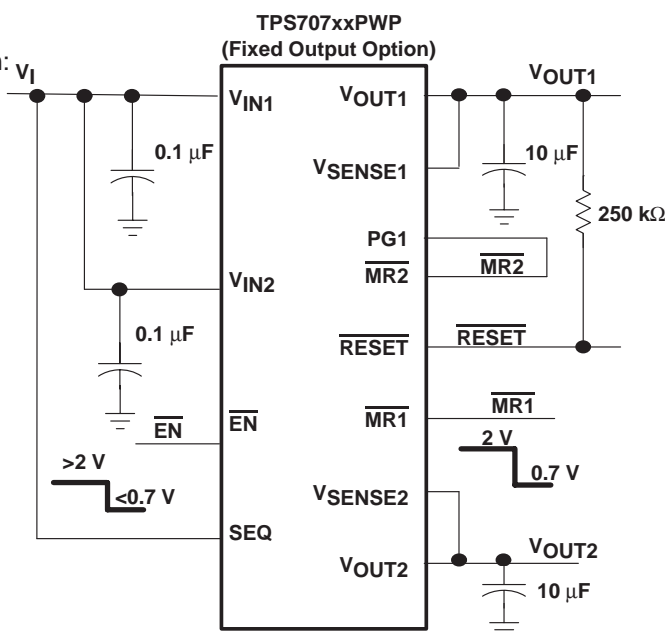 TPS707xxPWP
(Fixed Output Option)
:
VI
VIN1
VOUT1
VOUT1
0.1 μF
10 μF
VSENSE1
250 kΩ
PG1
MR2
MR2
VIN2
0.1 μF
RESET
RESET
EN
EN
MR1
MR1
>2 V
<0.7 V
2 V
0.7 V
VSENSE2
SEQ
VOUT2
VOUT2
10 μF